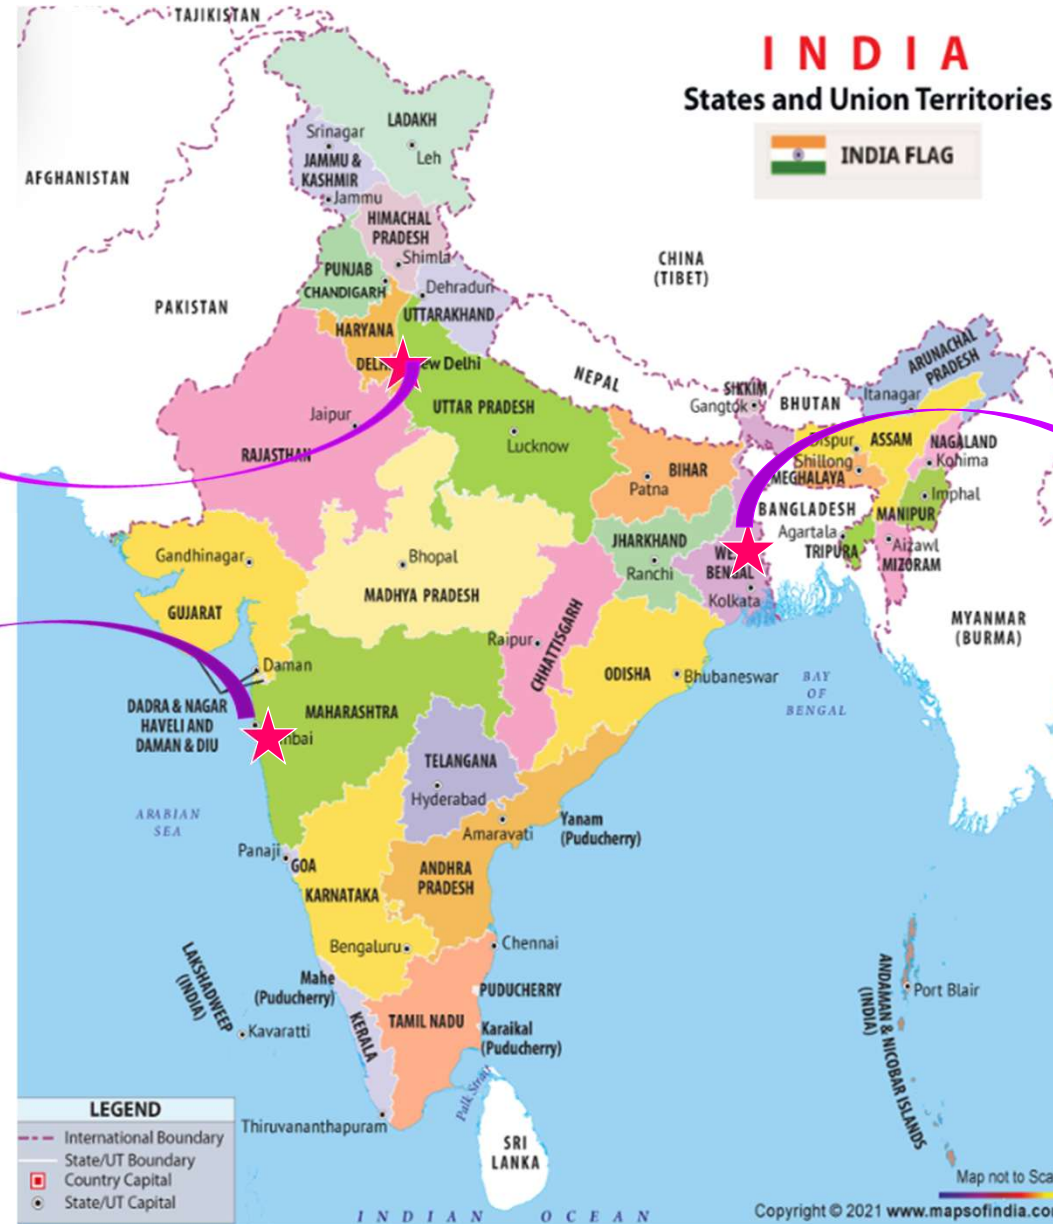 TAJIKISTAN
INDIA
States and Union Territories
INDIA FLAG
AFGHANISTAN
LADAKH
Srinagar
Leh
JAMMU &
KASHMIR
Jammu
HIMACHAL
PRADESH
Shimla
CHINA
(TIBET)
PUNJAB
CHANDIGARH
Dehradun
UTTARAKHAND
PAKISTAN
HARYANA
DELH
ew Delhi
NEPAL
ARUNACHAL
PRADESH
SIKKIM
Gangtok
BHUTAN
Itanagar
UTTAR PRADESH
Jaipur
Lucknow
RAJASTHAN
BIHAR
Patna
Dispur
ASSAM
NAGALAND
Kohima
Shillong
MEGHALAYA
Imphal
BANGLADESH
MANIPUR
Agartala
TRIPURA
Aizawl
MIZORAM
JHARKHAND
Ranchi
WE
BENGAL
Kolkata
Gandhinagar
GUJARAT
Bhopal
MADHYA PRADESH
MYANMAR
(BURMA)
Raipur
CHHATTISGARH
ODISHA
Bhubaneswar
BAY
OF
BENGAL
Daman
DADRA & NAGAR
HAVELI AND
DAMAN & DIU
MAHARASHTRA
mbai
TELANGANA
Hyderabad
ARABIAN
SEA
Amaravati
Yanam
(Puducherry)
Panaji
GOA
KARNATAKA
ANDHRA
PRADESH
Bengaluru
Chennai
LAKSHADWEEP
(INDIA)
Mahe
(Puducherry)
PUDUCHERRY
Kavaratti
KERALA
TAMIL NADU
Karaikal
(Puducherry)
Palk Strait
ANDAMAN & NICOBAR ISLANDS
(INDIA)
Port Blair
Thiruvananthapuram
SRI
LANKA
LEGEND
International Boundary
State/UT Boundary
Country Capital
State/UT Capital
INDIAN OCEAN
Map not to Sca
Copyright © 2021 www.mapsofindia.co